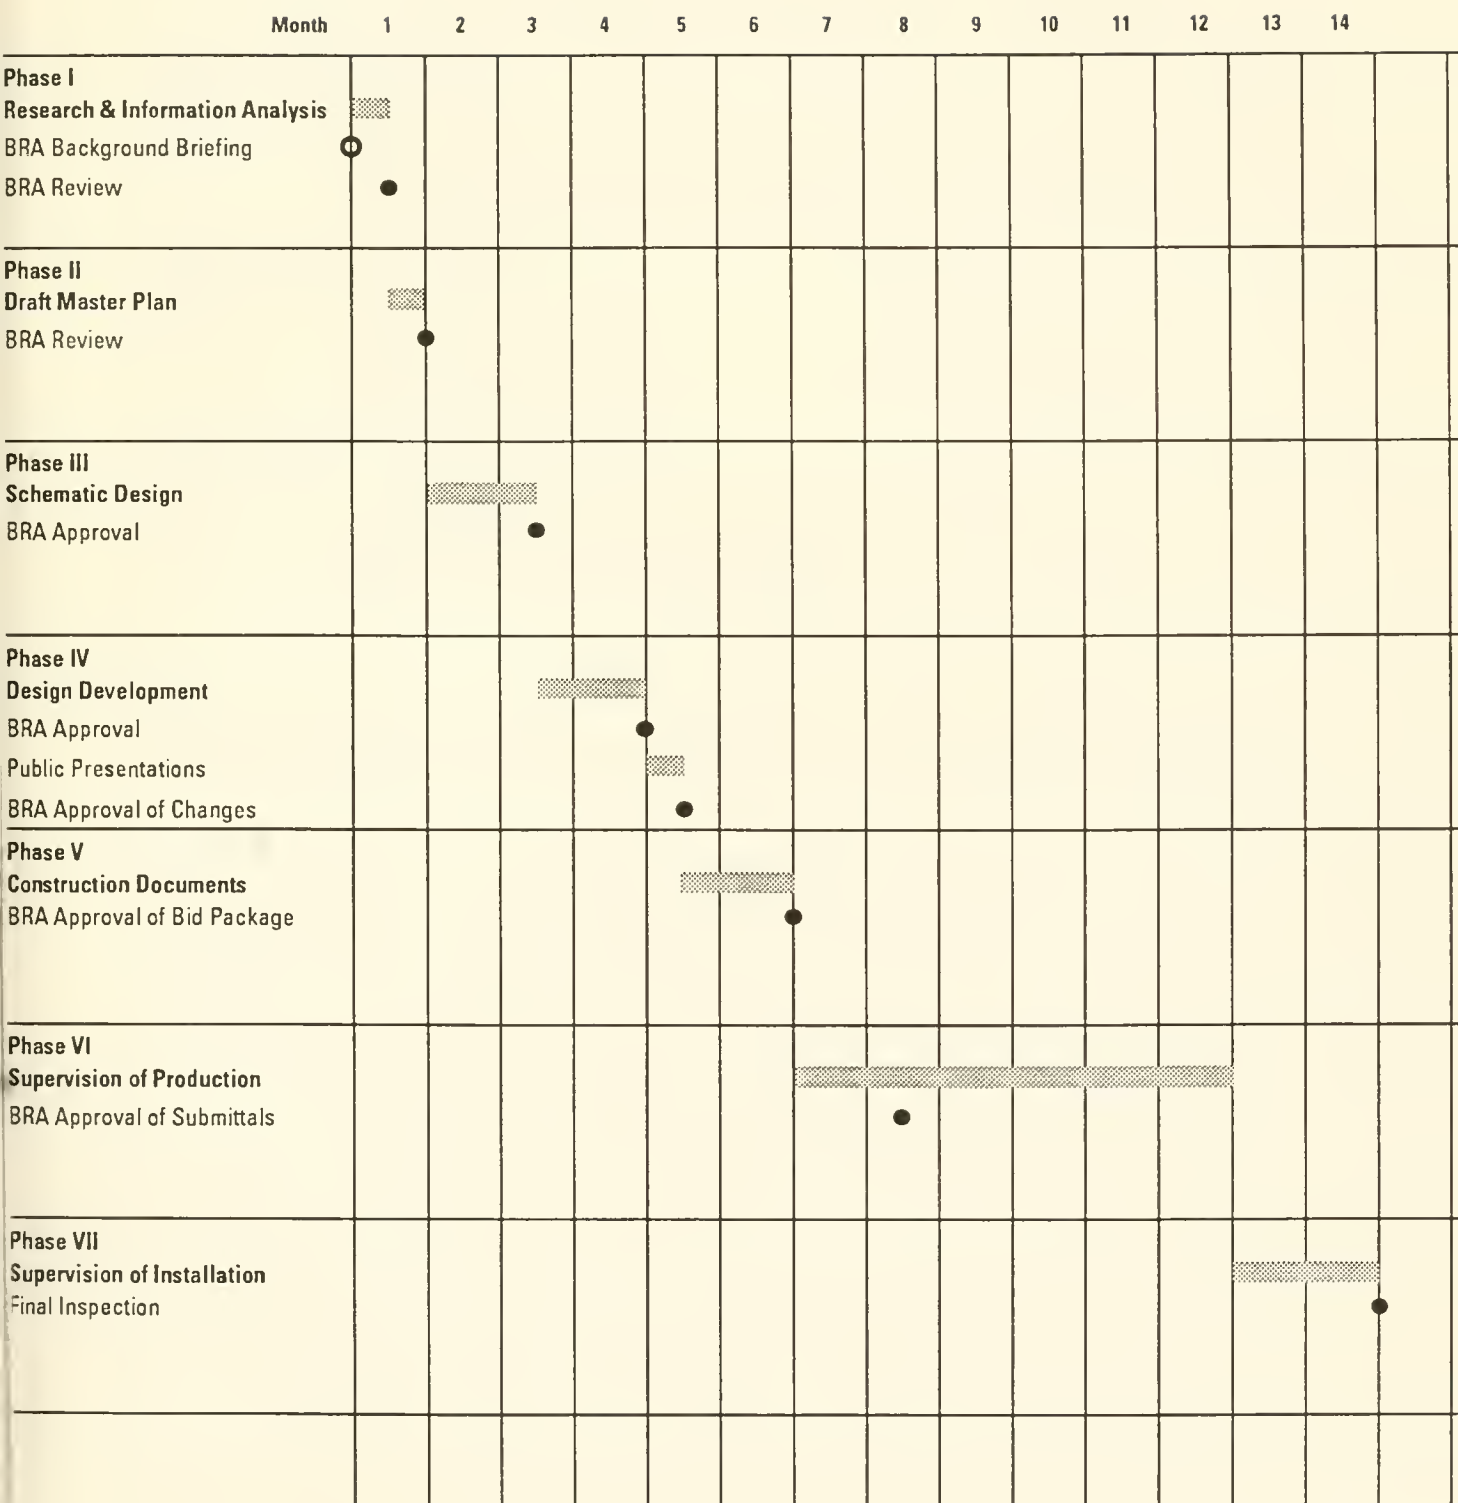 Month 1 2 3 4 5 6 7 8 9 10 11 12 13 14
Phase I
Research & Information Analysis
BRA Background Briefing
BRA Review
Phase II
Draft Master Plan
BRA Review
Phase III
Schematic Design
BRA Approval
Phase IV
Design Development
BRA Approval
Public Presentations
BRA Approval of Changes
Phase V
Construction Documents
BRA Approval of Bid Package
Phase VI
Supervision of Production
BRA Approval of Submittals
Phase VII
Supervision of Installation
Final Inspection